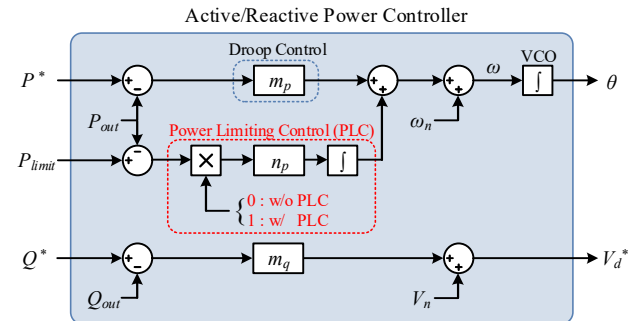 Active/Reactive Power Controller
Droop Control
VCO
P*
m_p
ω
∫
θ
P_out
ω_n
Power Limiting Control (PLC)
P_limit
×
n_p
∫
0 : w/o PLC
1 : w/ PLC
Q*
m_q
V_d*
Q_out
V_n